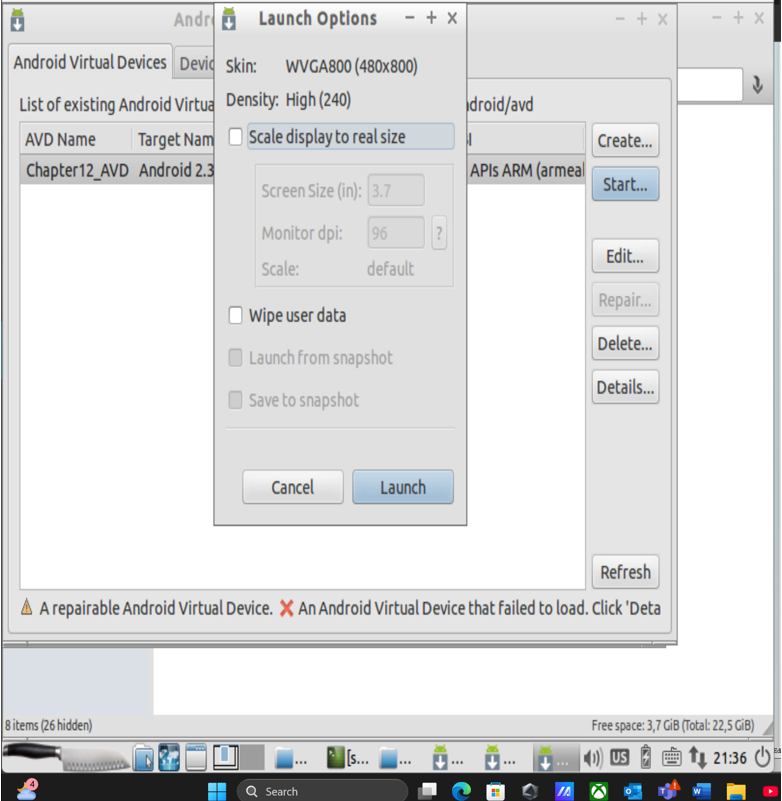 Andr
Launch Options
Android Virtual Devices
Devic
Skin: WVGA800 (480x800)
Density: High (240)
List of existing Android Virtua
droid/avd
Scale display to real size
AVD Name Target Nam
Create...
Chapter12_AVD Android 2.3
APIs ARM (armeal
Start...
Screen Size (in): 3.7
Monitor dpi: 96 ?
Scale: default
Edit...
Repair...
Wipe user data
Delete...
Launch from snapshot
Details...
Save to snapshot
Cancel Launch
Refresh
A repairable Android Virtual Device. An Android Virtual Device that failed to load. Click 'Deta
8 items (26 hidden) Free space: 3,7 GiB (Total: 22,5 GiB)
... [s... ... ... ... ... US 21:36
4 Search